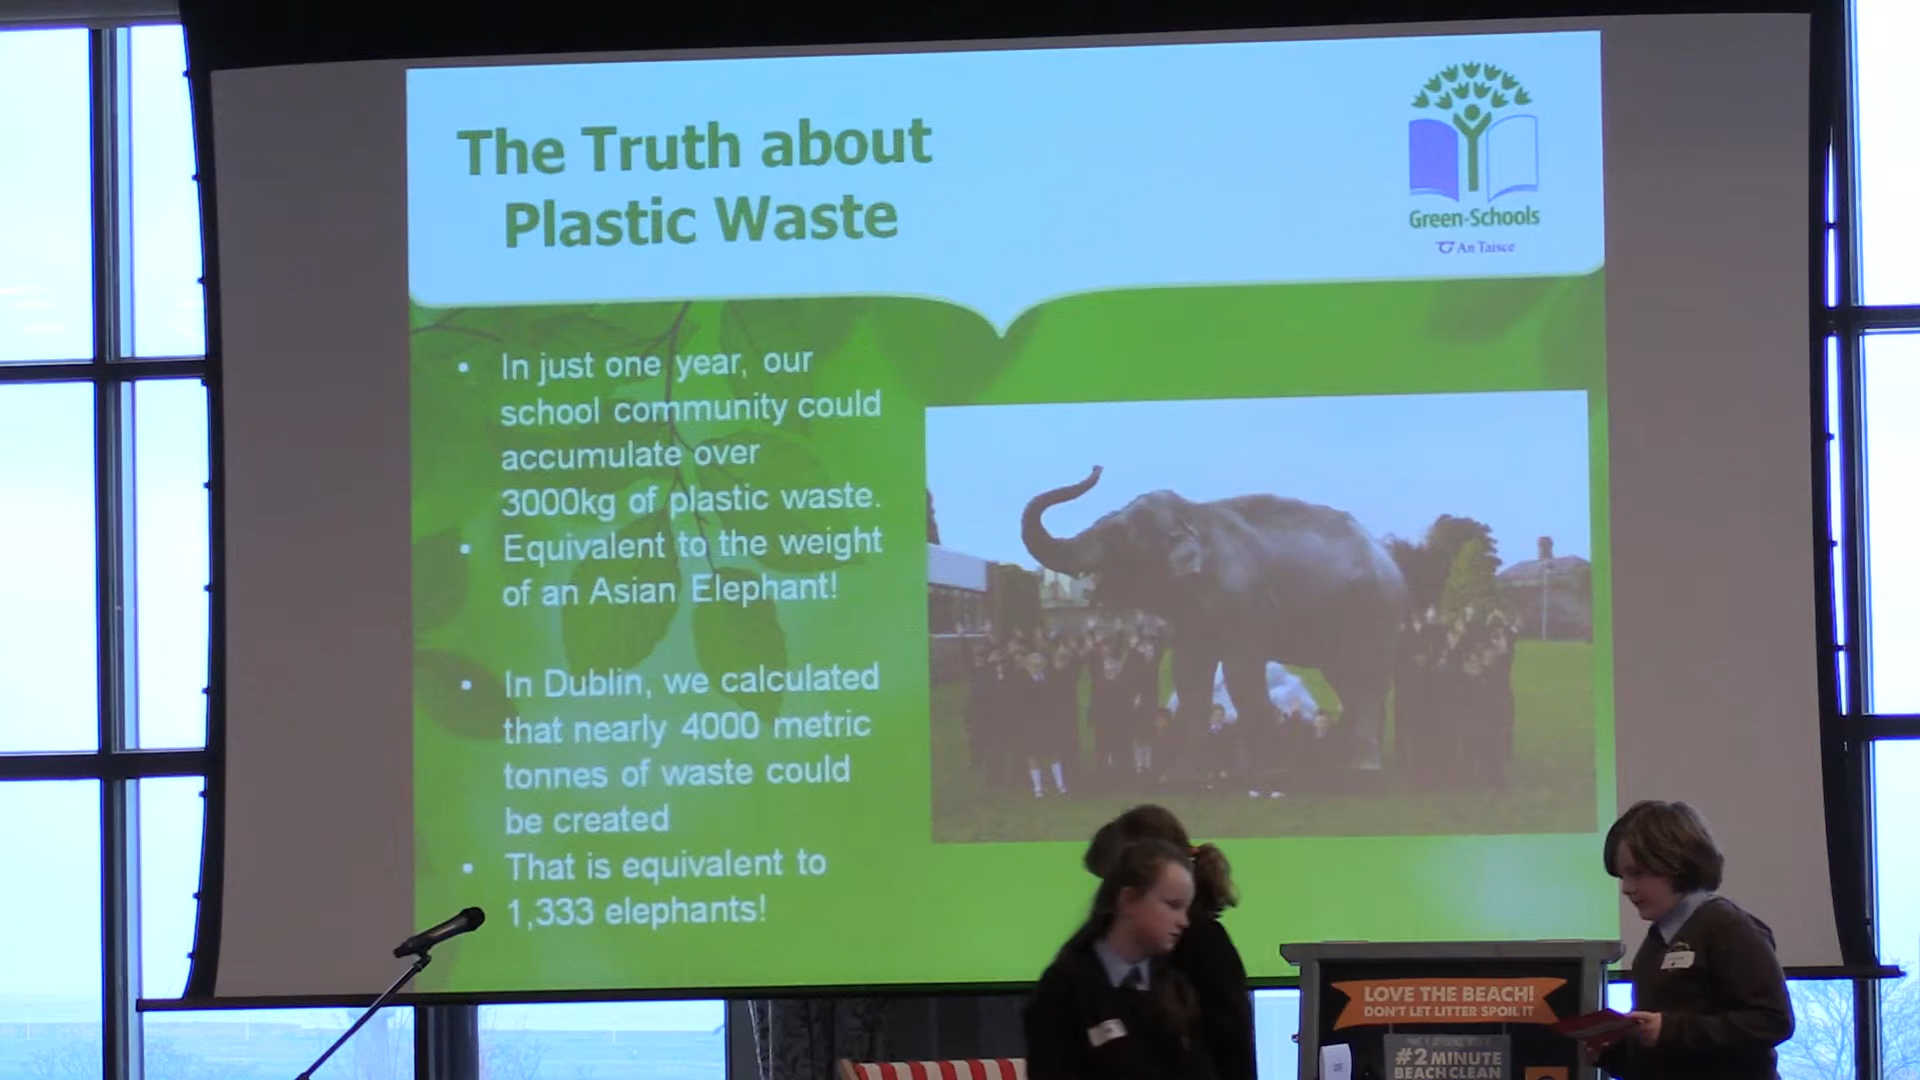 The Truth about
Plastic Waste
Green-Schools
An Taisce
• In just one year, our
school community could
accumulate over
3000kg of plastic waste.
• Equivalent to the weight
of an Asian Elephant!
• In Dublin, we calculated
that nearly 4000 metric
tonnes of waste could
be created
• That is equivalent to
1,333 elephants!
LOVE THE BEACH!
DON'T LET LITTER SPOIL IT
#2 MINUTE
BEACH CLEAN